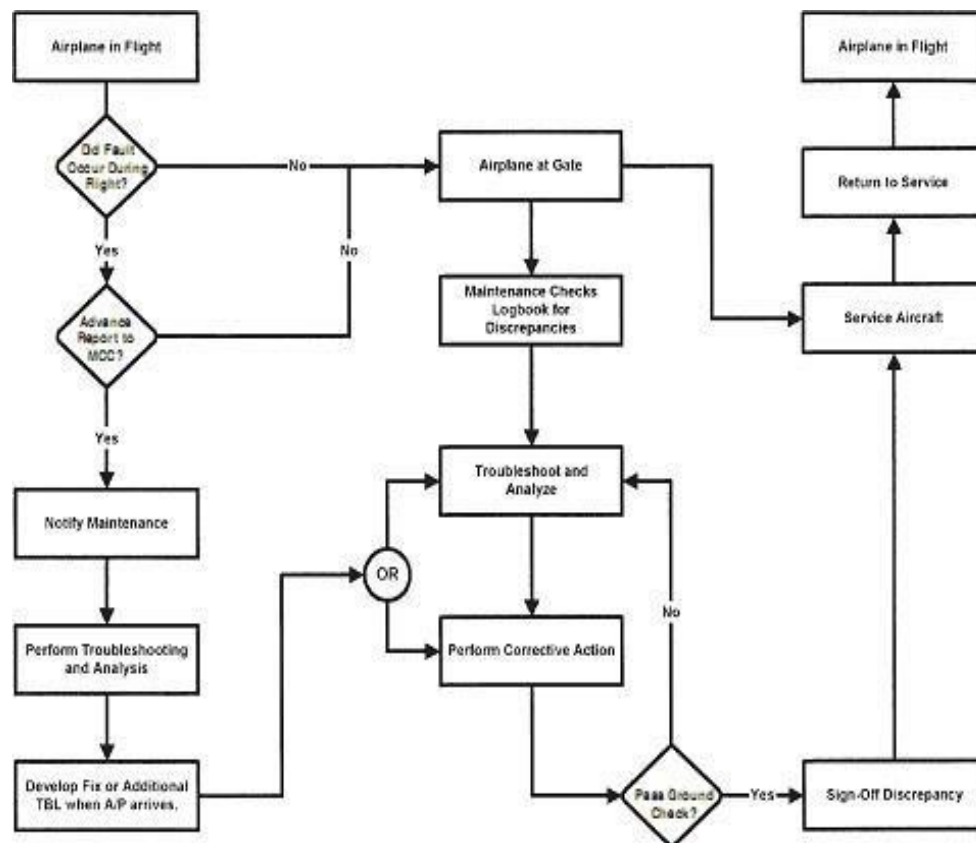 Airplane in Flight
Did Fault
Occur During
Flight?
No
Yes
Advance
Report to
MCC?
No
Yes
Notify Maintenance
Perform Troubleshooting
and Analysis
Develop Fix or Additional
TBL when A/P arrives.
OR
Airplane at Gate
Maintenance Checks
Logbook for
Discrepancies
Troubleshoot and
Analyze
Perform Corrective Action
No
Pass Ground
Check?
Yes
Sign-Off Discrepancy
Service Aircraft
Return to Service
Airplane in Flight